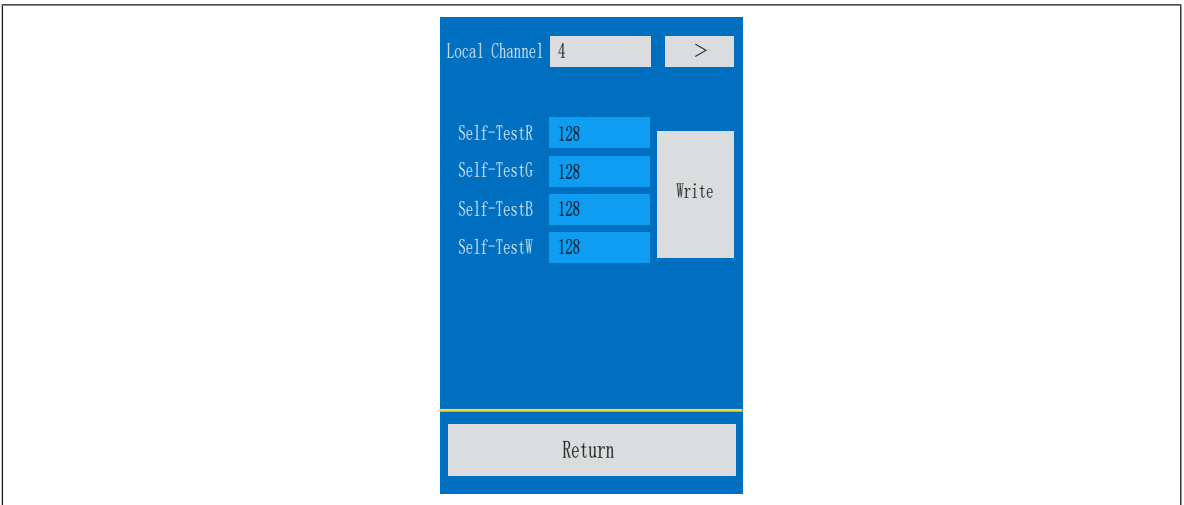 Local Channel 4 >
Self-TestR 128
Self-TestG 128
Self-TestB 128
Self-TestW 128
Write
Return